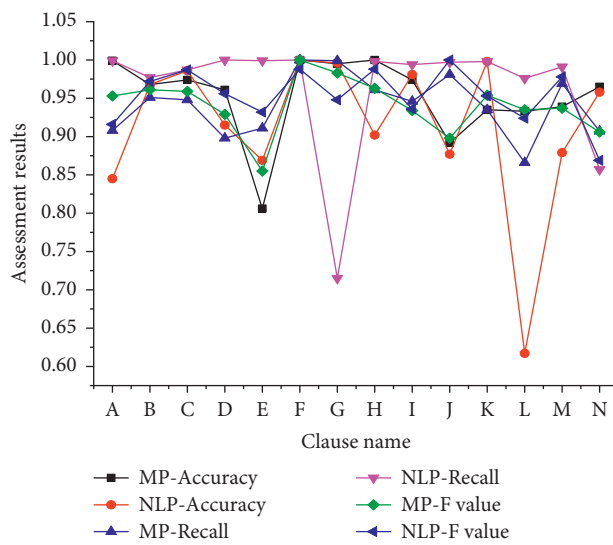 1.05
1.00
0.95
0.90
0.85
0.80
0.75
0.70
0.65
0.60
Assessment results
A B C D E F G H I J K L M N
Clause name
MP-Accuracy
NLP-Accuracy
MP-Recall
NLP-Recall
MP-F value
NLP-F value